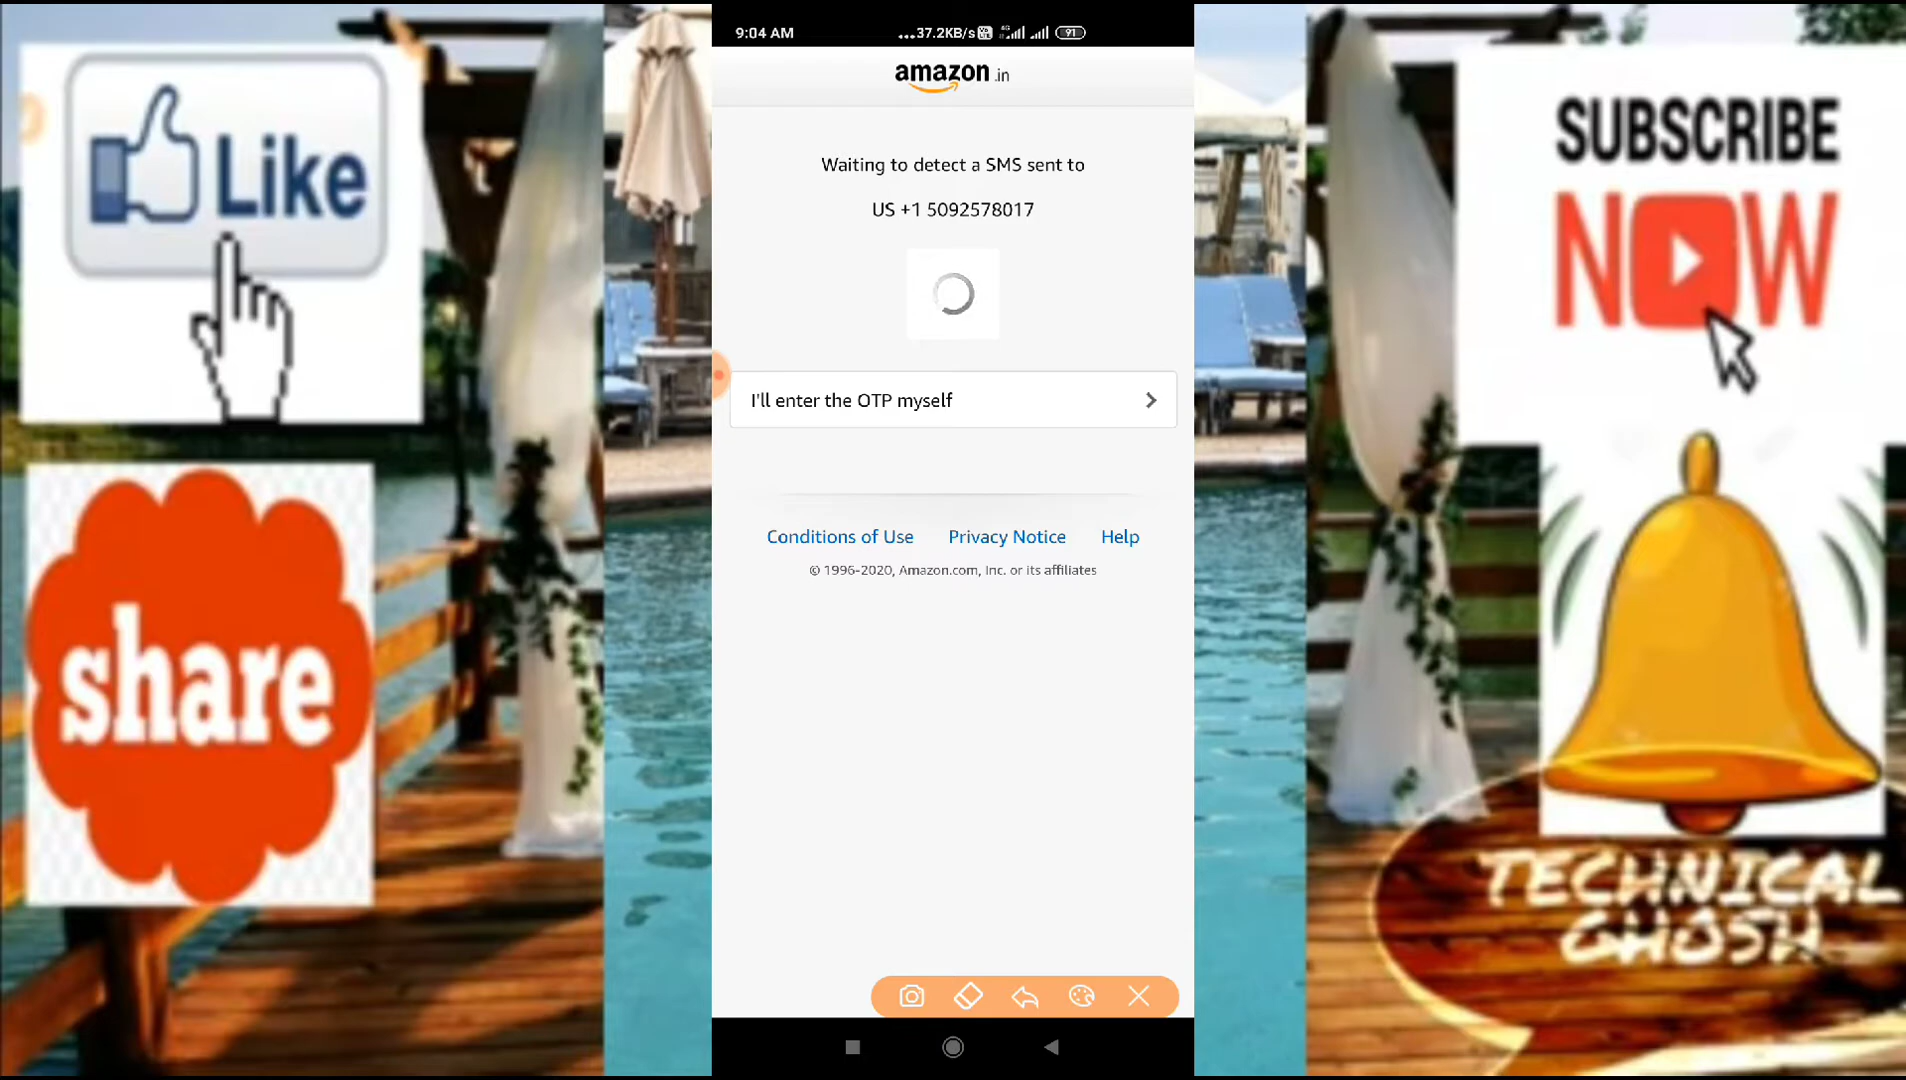 Like
share
9:04 AM
...37.2KB/s 4G 91
amazon.in
Waiting to detect a SMS sent to
US +1 5092578017
I'll enter the OTP myself
Conditions of Use Privacy Notice Help
© 1996-2020, Amazon.com, Inc. or its affiliates
SUBSCRIBE
NOW
TECHNICAL
GHOSH